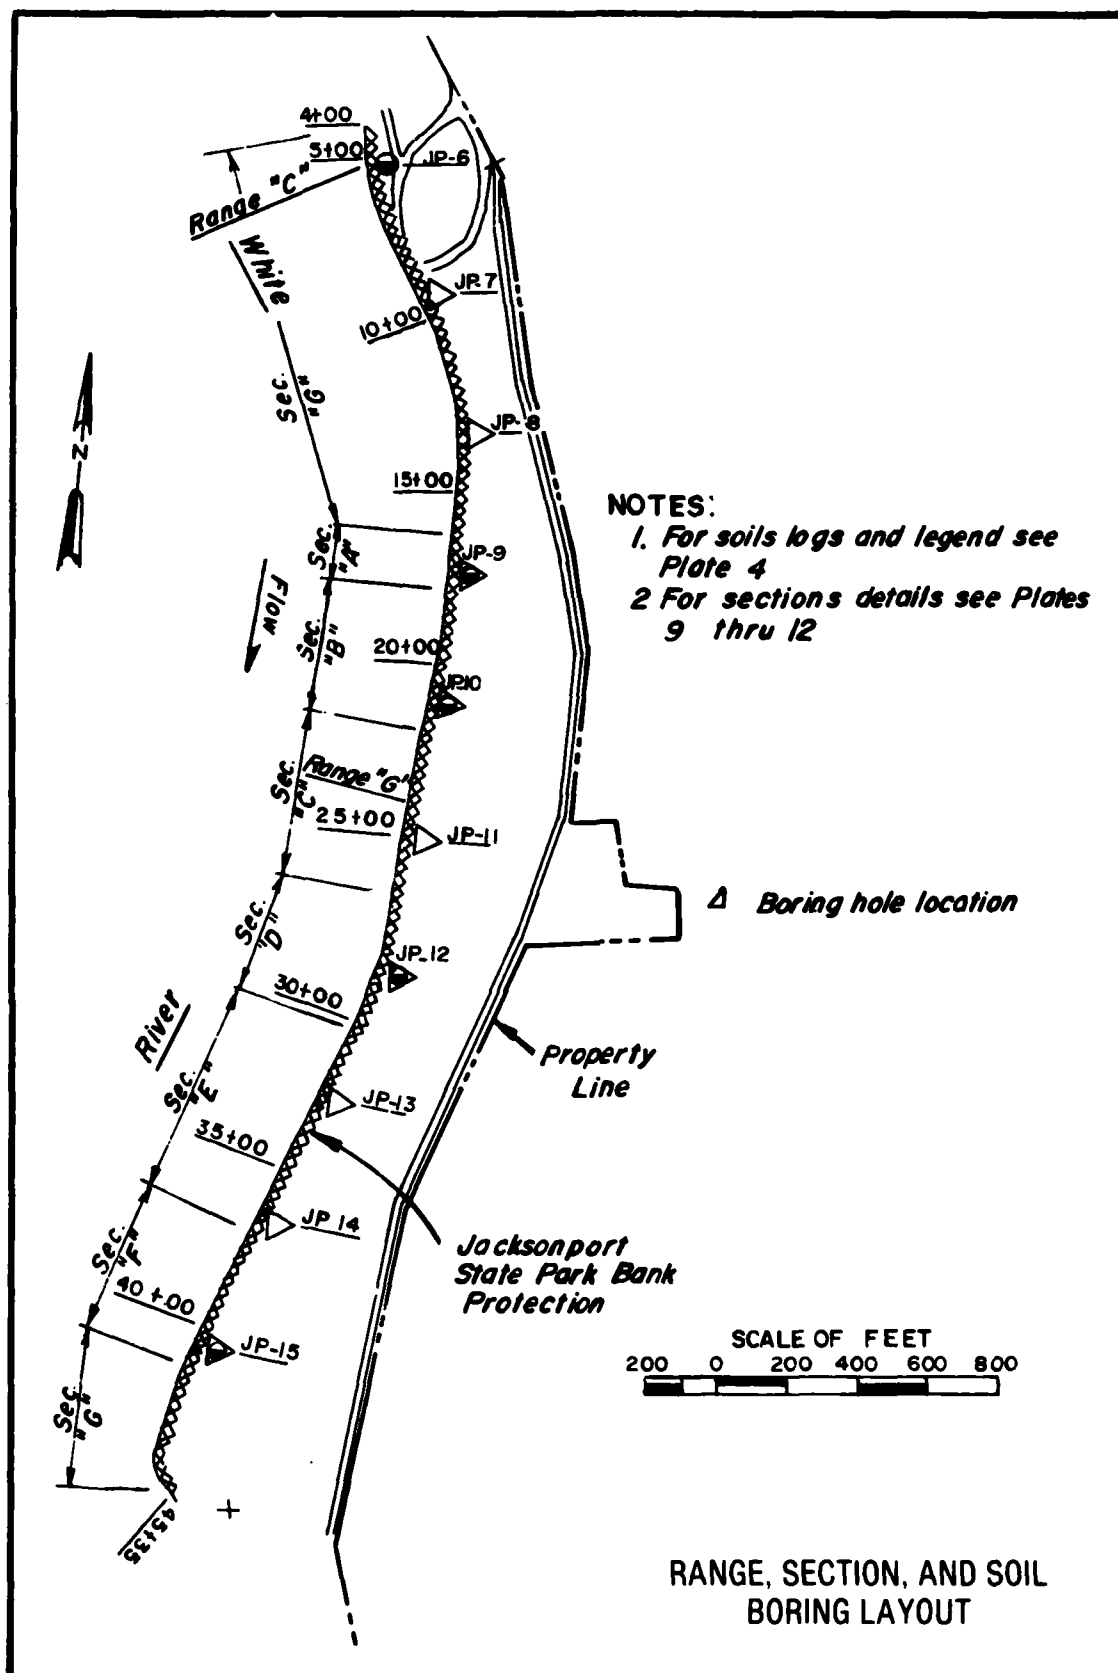 4+00
5+00
JP-6
Range "C"
White
JP-7
10+00
Sec. "G"
JP-8
15+00
N
NOTES:
1. For soils logs and legend see
Plate 4
2 For sections details see Plates
9 thru 12
Sec. "A"
JP-9
Flow
Sec. "B"
20+00
JP-10
Range "G"
Sec. "C"
25+00
JP-11
Δ Boring hole location
Sec. "D"
JP-12
30+00
River
Property
Line
Sec. "E"
JP-13
35+00
JP 14
Sec. "F"
Jacksonport
State Park Bank
Protection
40+00
JP-15
SCALE OF FEET
200 0 200 400 600 800
Sec. "G"
45+35
RANGE, SECTION, AND SOIL
BORING LAYOUT